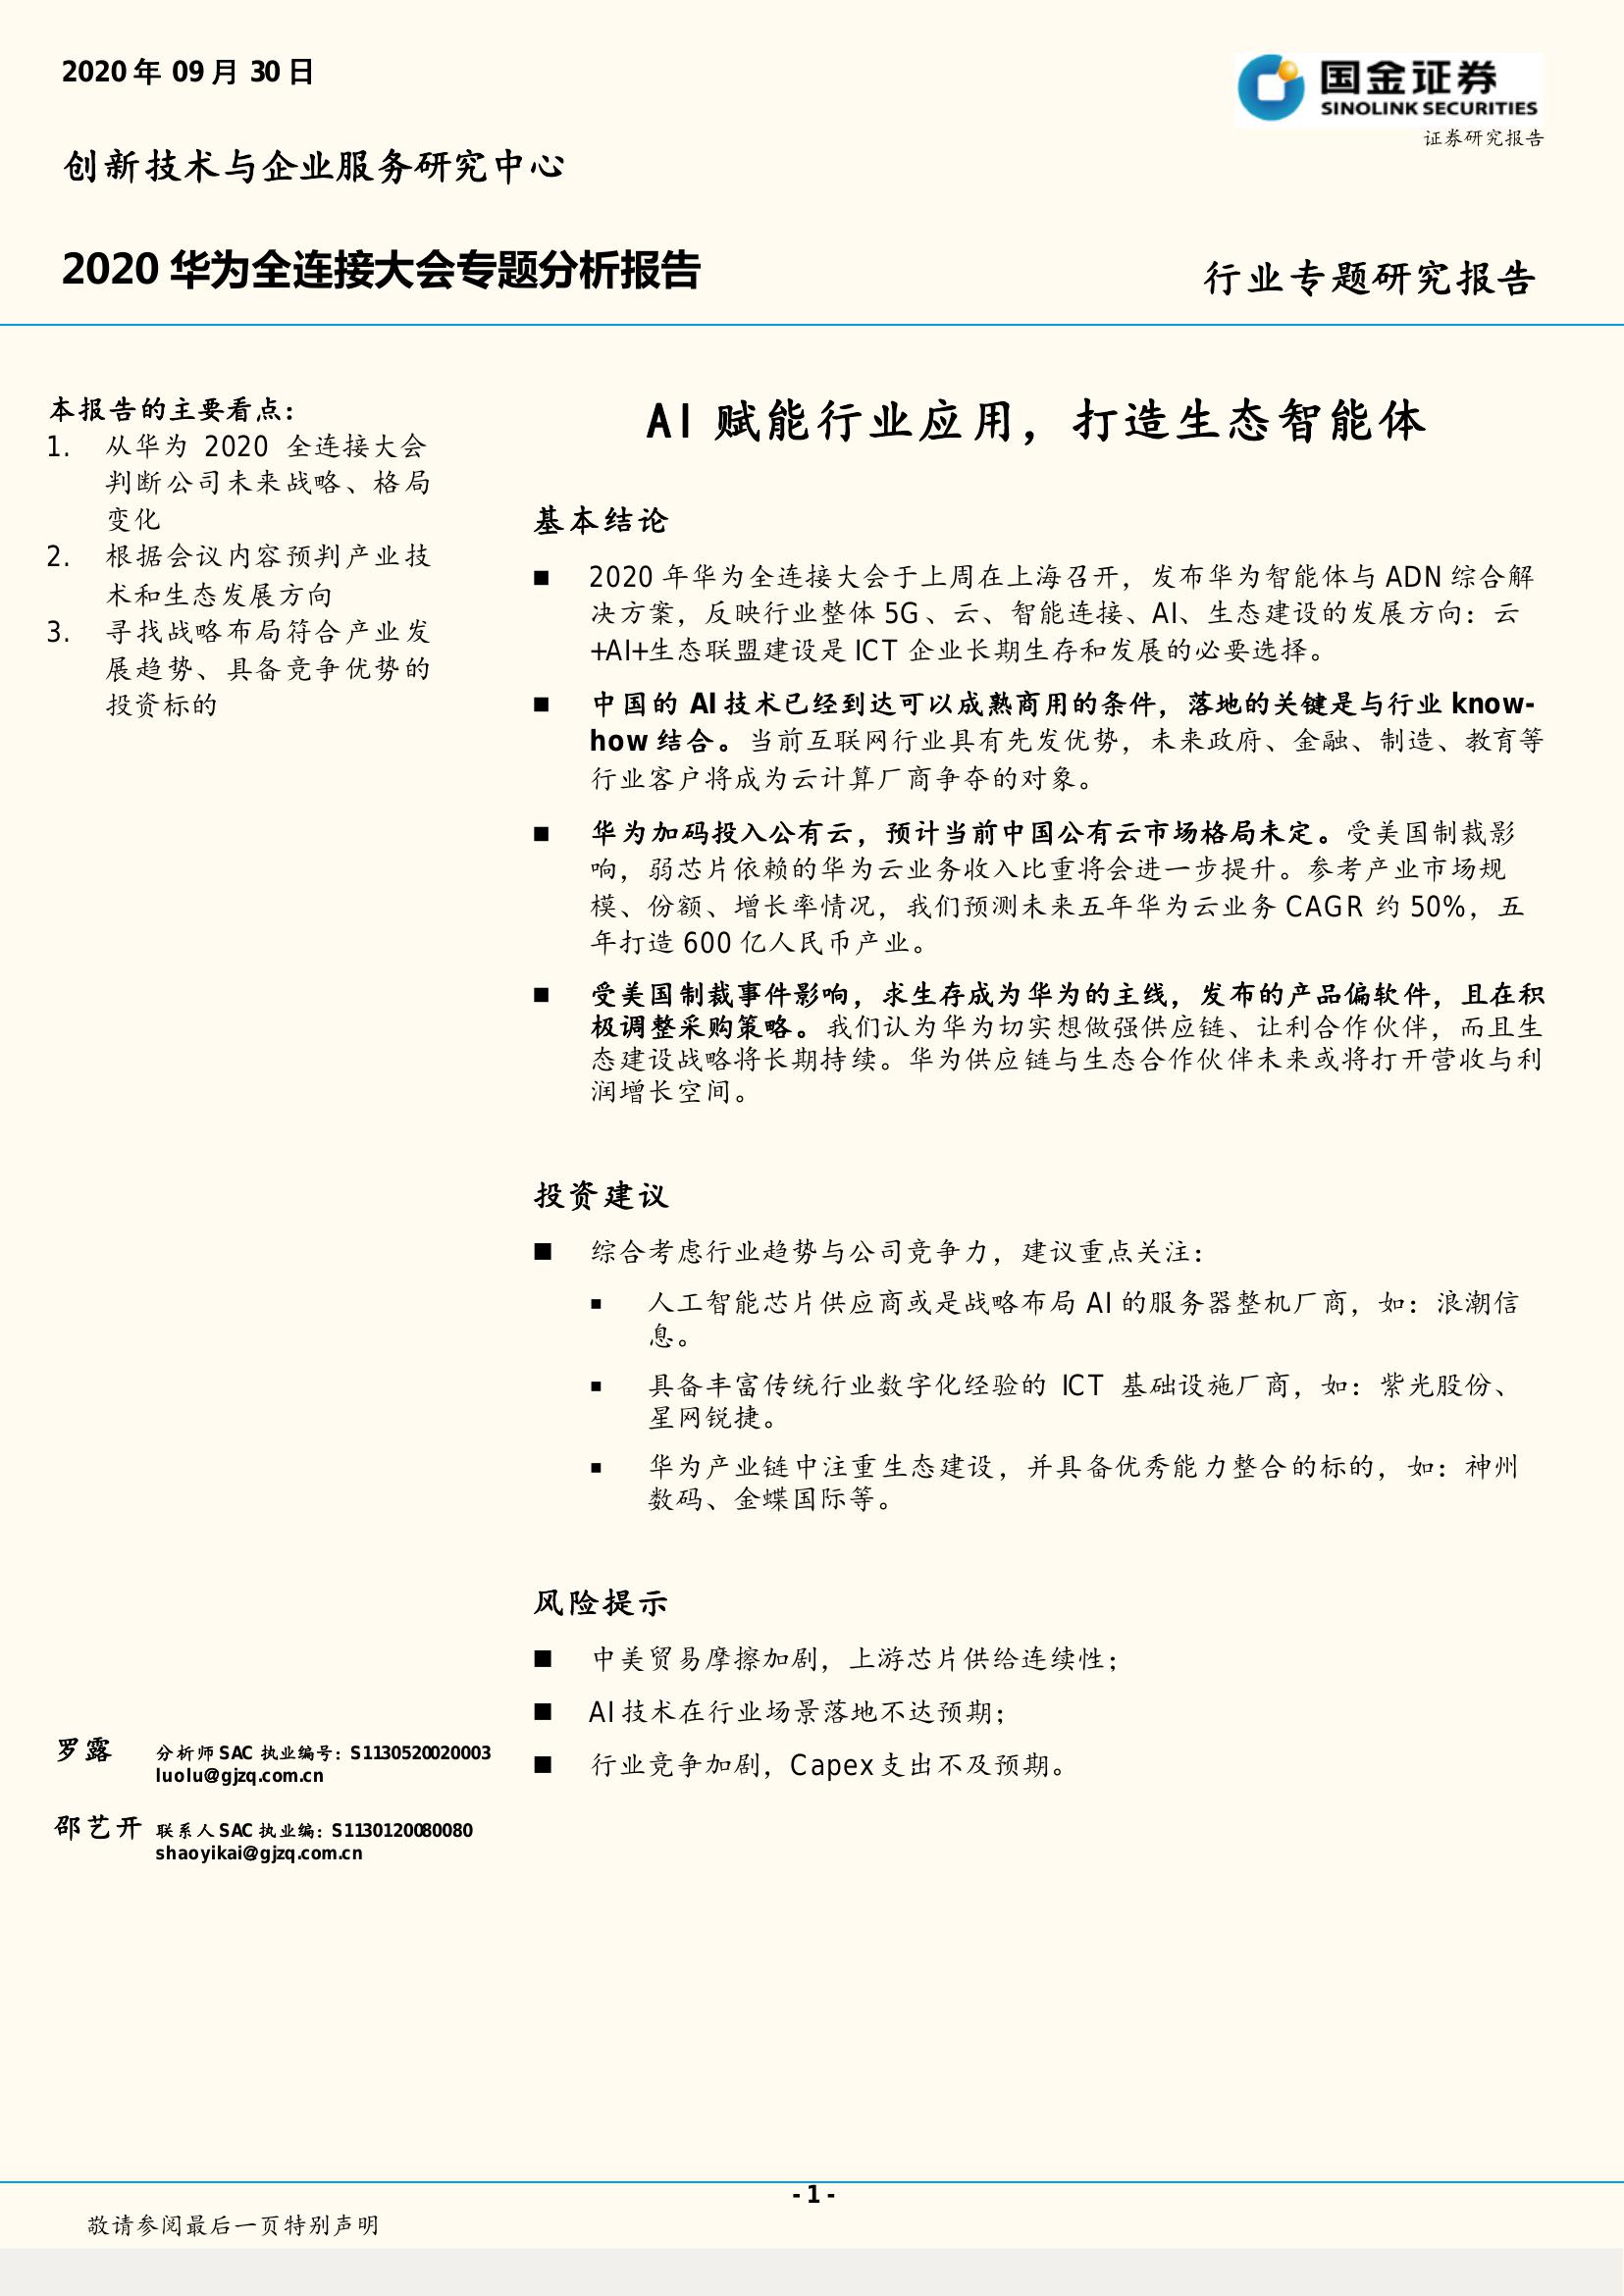 2020 年 09 月 30 日
国金证券
SINOLINK SECURITIES
证券研究报告
创新技术与企业服务研究中心
2020 华为全连接大会专题分析报告
行业专题研究报告
本报告的主要看点：
1. 从华为 2020 全连接大会
判断公司未来战略、格局
变化
2. 根据会议内容预判产业技
术和生态发展方向
3. 寻找战略布局符合产业发
展趋势、具备竞争优势的
投资标的
AI 赋能行业应用，打造生态智能体
基本结论
■ 2020 年华为全连接大会于上周在上海召开，发布华为智能体与 ADN 综合解
决方案，反映行业整体 5G、云、智能连接、AI、生态建设的发展方向：云
+AI+生态联盟建设是 ICT 企业长期生存和发展的必要选择。
■ 中国的 AI 技术已经到达可以成熟商用的条件，落地的关键是与行业 know-
how 结合。当前互联网行业具有先发优势，未来政府、金融、制造、教育等
行业客户将成为云计算厂商争夺的对象。
■ 华为加码投入公有云，预计当前中国公有云市场格局未定。受美国制裁影
响，弱芯片依赖的华为云业务收入比重将会进一步提升。参考产业市场规
模、份额、增长率情况，我们预测未来五年华为云业务 CAGR 约 50%，五
年打造 600 亿人民币产业。
■ 受美国制裁事件影响，求生存成为华为的主线，发布的产品偏软件，且在积
极调整采购策略。我们认为华为切实想做强供应链、让利合作伙伴，而且生
态建设战略将长期持续。华为供应链与生态合作伙伴未来或将打开营收与利
润增长空间。
投资建议
■ 综合考虑行业趋势与公司竞争力，建议重点关注：
▪ 人工智能芯片供应商或是战略布局 AI 的服务器整机厂商，如：浪潮信
息。
▪ 具备丰富传统行业数字化经验的 ICT 基础设施厂商，如：紫光股份、
星网锐捷。
▪ 华为产业链中注重生态建设，并具备优秀能力整合的标的，如：神州
数码、金蝶国际等。
风险提示
■ 中美贸易摩擦加剧，上游芯片供给连续性；
■ AI 技术在行业场景落地不达预期；
■ 行业竞争加剧，Capex 支出不及预期。
罗露 分析师 SAC 执业编号：S1130520020003
luolu@gjzq.com.cn
邵艺开 联系人 SAC 执业编：S1130120080080
shaoyikai@gjzq.com.cn
- 1 -
敬请参阅最后一页特别声明